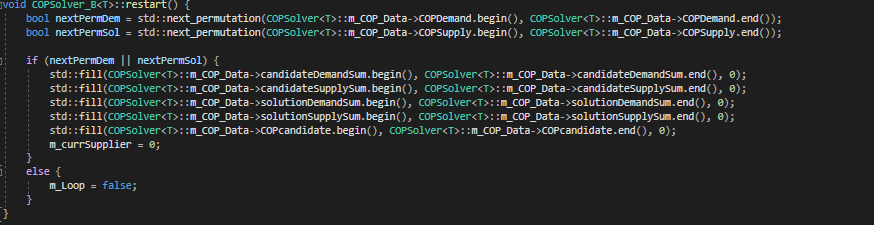 void COPSolver_B<T>::restart() {
bool nextPermDem = std::next_permutation(COPSolver<T>::m_COP_Data->COPDemand.begin(), COPSolver<T>::m_COP_Data->COPDemand.end());
bool nextPermSol = std::next_permutation(COPSolver<T>::m_COP_Data->COPSupply.begin(), COPSolver<T>::m_COP_Data->COPSupply.end());
if (nextPermDem || nextPermSol) {
std::fill(COPSolver<T>::m_COP_Data->candidateDemandSum.begin(), COPSolver<T>::m_COP_Data->candidateDemandSum.end(), 0);
std::fill(COPSolver<T>::m_COP_Data->candidateSupplySum.begin(), COPSolver<T>::m_COP_Data->candidateSupplySum.end(), 0);
std::fill(COPSolver<T>::m_COP_Data->solutionDemandSum.begin(), COPSolver<T>::m_COP_Data->solutionDemandSum.end(), 0);
std::fill(COPSolver<T>::m_COP_Data->solutionSupplySum.begin(), COPSolver<T>::m_COP_Data->solutionSupplySum.end(), 0);
std::fill(COPSolver<T>::m_COP_Data->COPcandidate.begin(), COPSolver<T>::m_COP_Data->COPcandidate.end(), 0);
m_currSupplier = 0;
}
else {
m_Loop = false;
}
}